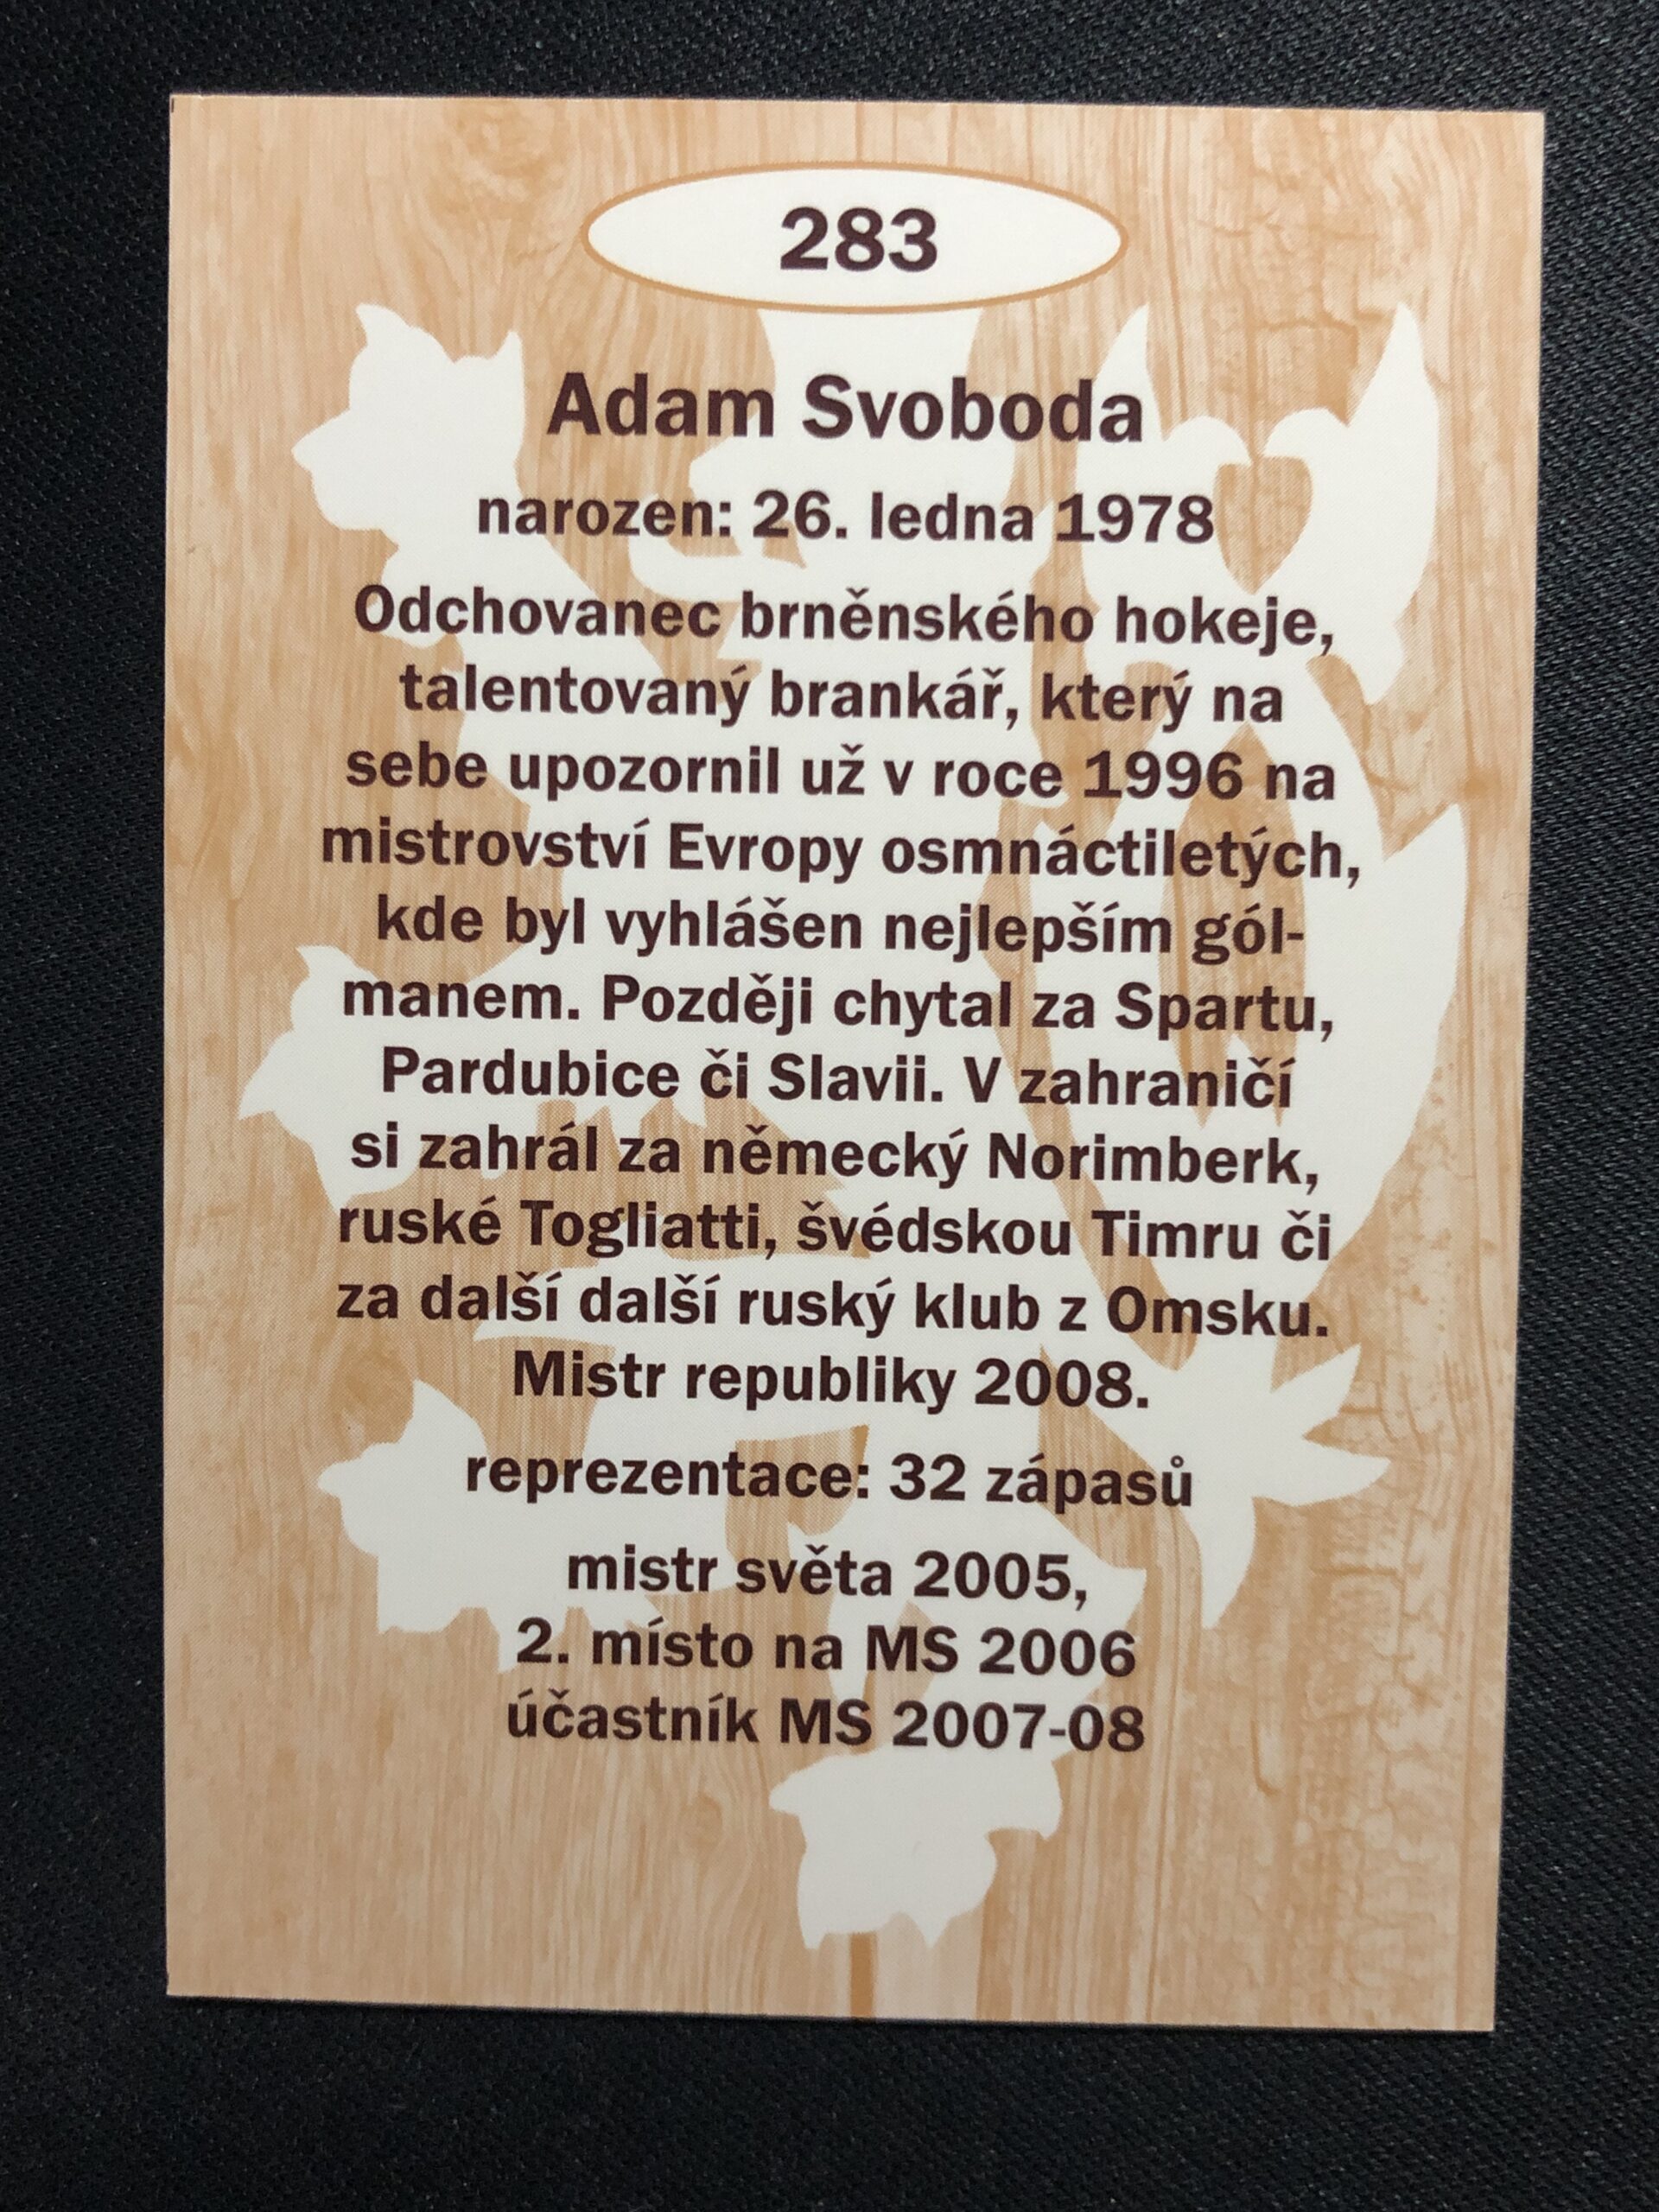 283
Adam Svoboda
narozen: 26. ledna 1978
Odchovanec brněnského hokeje,
talentovaný brankář, který na
sebe upozornil už v roce 1996 na
mistrovství Evropy osmnáctiletých,
kde byl vyhlášen nejlepším gól-
manem. Později chytal za Spartu,
Pardubice či Slavii. V zahraničí
si zahrál za německý Norimberk,
ruské Togliatti, švédskou Timru či
za další další ruský klub z Omsku.
Mistr republiky 2008.
reprezentace: 32 zápasů
mistr světa 2005,
2. místo na MS 2006
účastník MS 2007-08